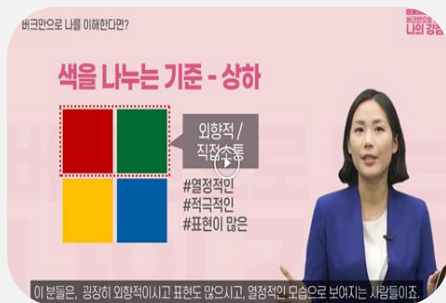 버크만으로 나를 이해한다면?
버크만으로
나의 강점
색을 나누는 기준 - 상하
외향적 /
직접소통
#열정적인
#적극적인
#표현이 많은
이 분들은, 굉장히 외향적이시고 표현도 많으시고, 열정적인 모습으로 보여지는 사람들이죠.